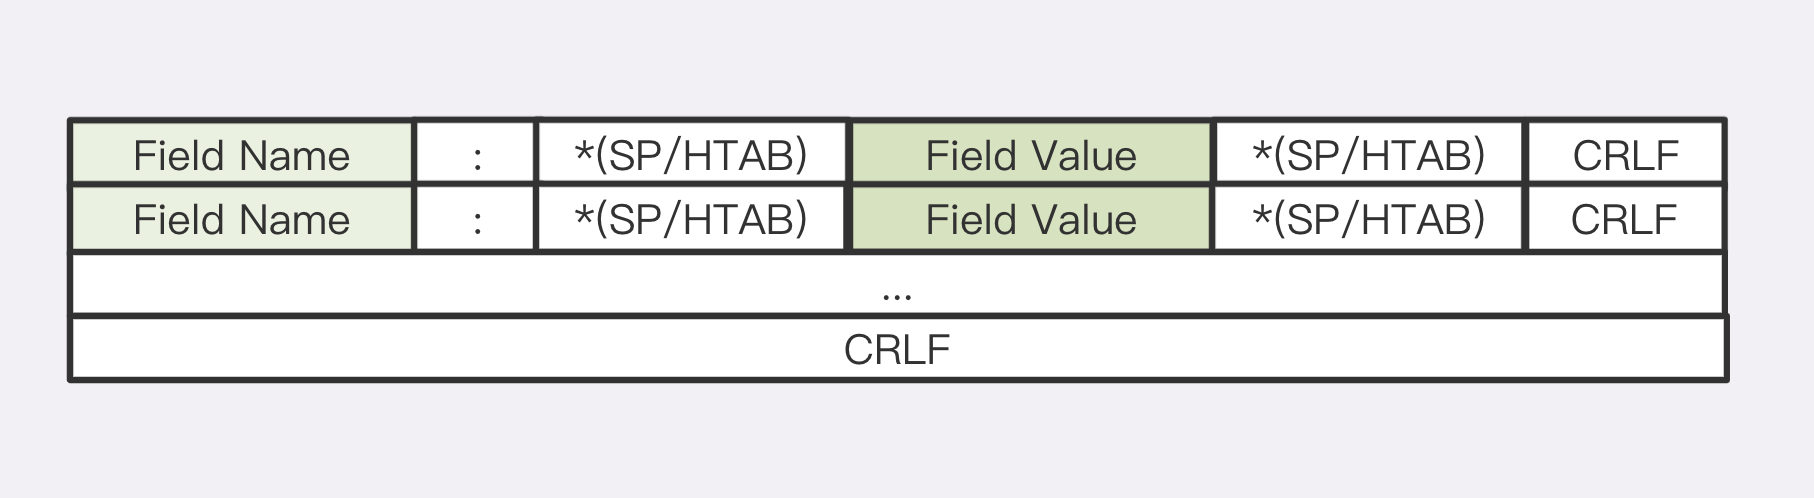 Field Name : *(SP/HTAB) Field Value *(SP/HTAB) CRLF
Field Name : *(SP/HTAB) Field Value *(SP/HTAB) CRLF
...
CRLF